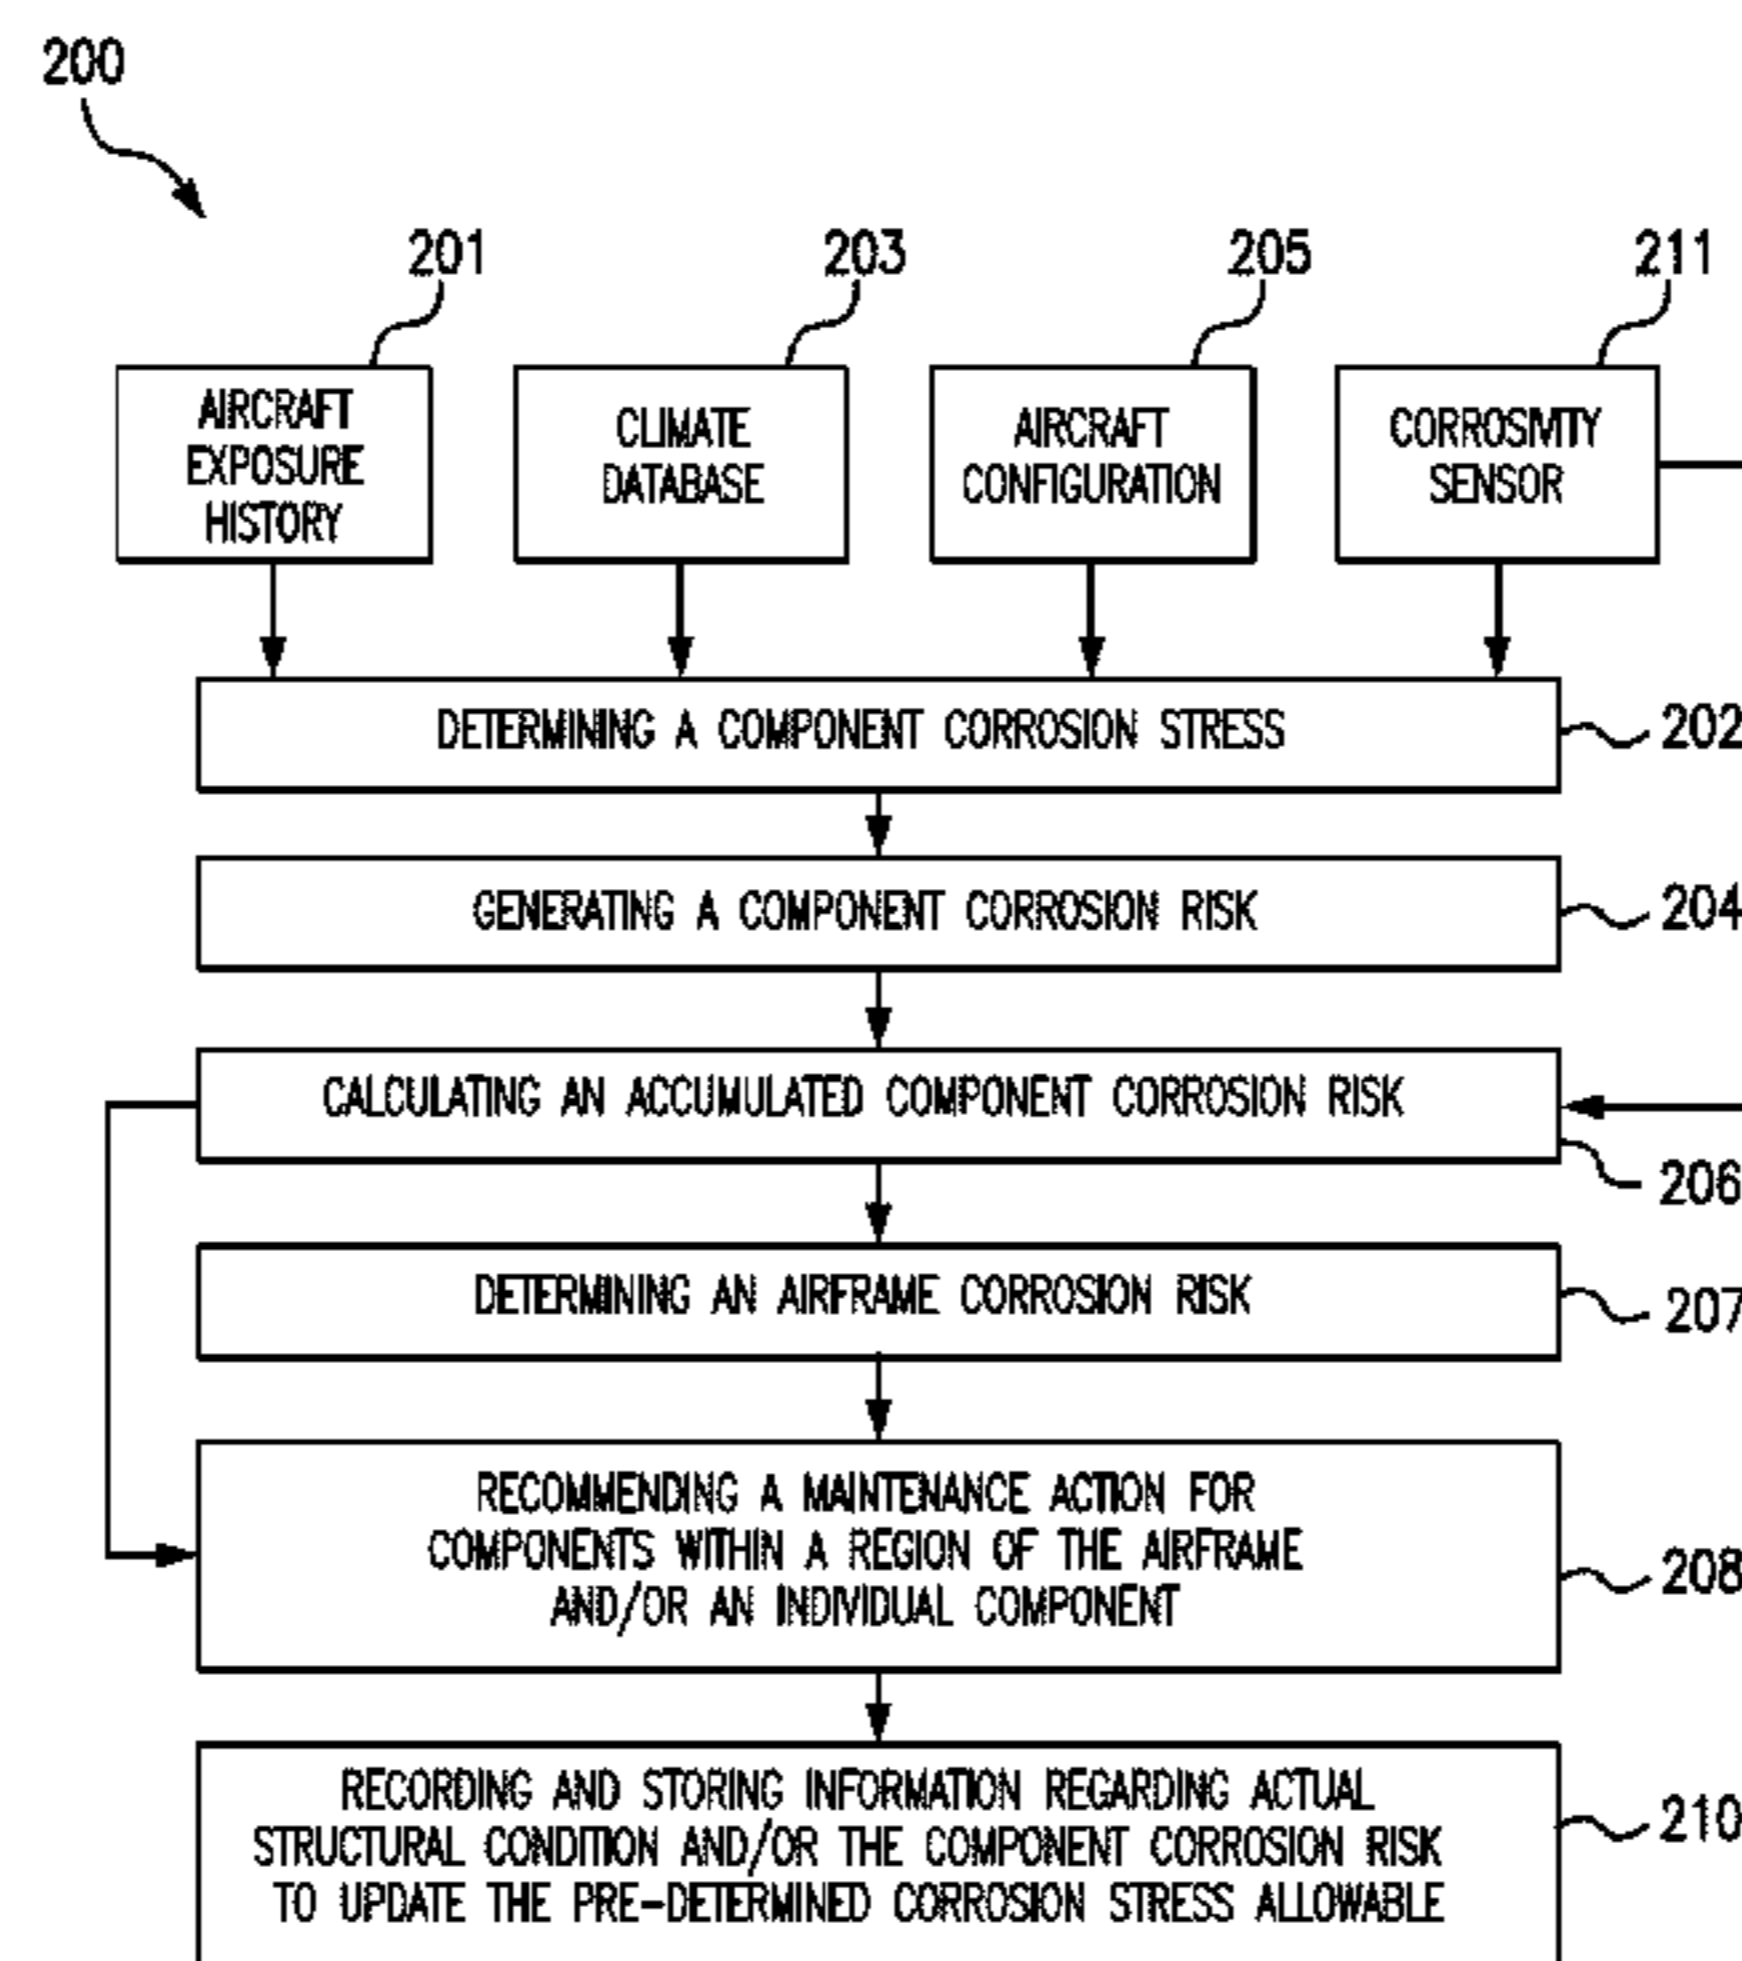 200
201
203
205
211
AIRCRAFT
EXPOSURE
HISTORY
CLIMATE
DATABASE
AIRCRAFT
CONFIGURATION
CORROSIVITY
SENSOR
DETERMINING A COMPONENT CORROSION STRESS
202
GENERATING A COMPONENT CORROSION RISK
204
CALCULATING AN ACCUMULATED COMPONENT CORROSION RISK
206
DETERMINING AN AIRFRAME CORROSION RISK
207
RECOMMENDING A MAINTENANCE ACTION FOR
COMPONENTS WITHIN A REGION OF THE AIRFRAME
AND/OR AN INDIVIDUAL COMPONENT
208
RECORDING AND STORING INFORMATION REGARDING ACTUAL
STRUCTURAL CONDITION AND/OR THE COMPONENT CORROSION RISK
TO UPDATE THE PRE-DETERMINED CORROSION STRESS ALLOWABLE
210